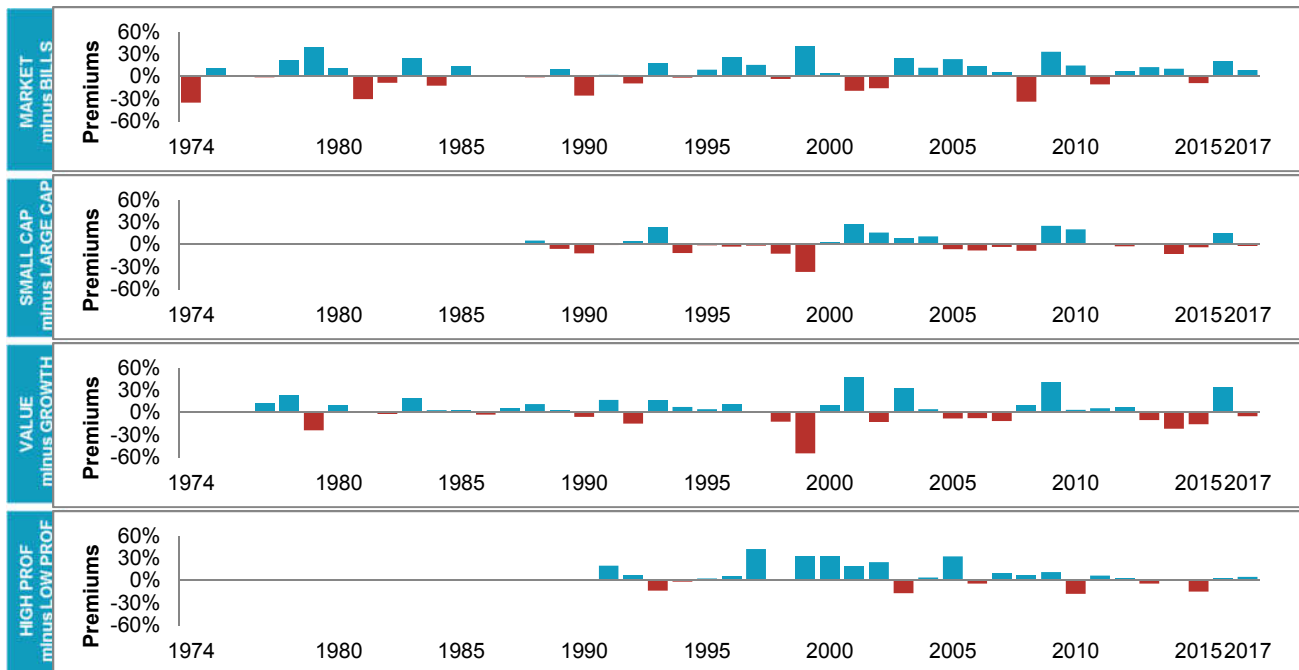 MARKET
minus BILLS
Premiums
60%
30%
0%
-30%
-60%
1974 1980 1985 1990 1995 2000 2005 2010 2015 2017
SMALL CAP
minus LARGE CAP
Premiums
60%
30%
0%
-30%
-60%
1974 1980 1985 1990 1995 2000 2005 2010 2015 2017
VALUE
minus GROWTH
Premiums
60%
30%
0%
-30%
-60%
1974 1980 1985 1990 1995 2000 2005 2010 2015 2017
HIGH PROF
minus LOW PROF
Premiums
60%
30%
0%
-30%
-60%
1974 1980 1985 1990 1995 2000 2005 2010 2015 2017